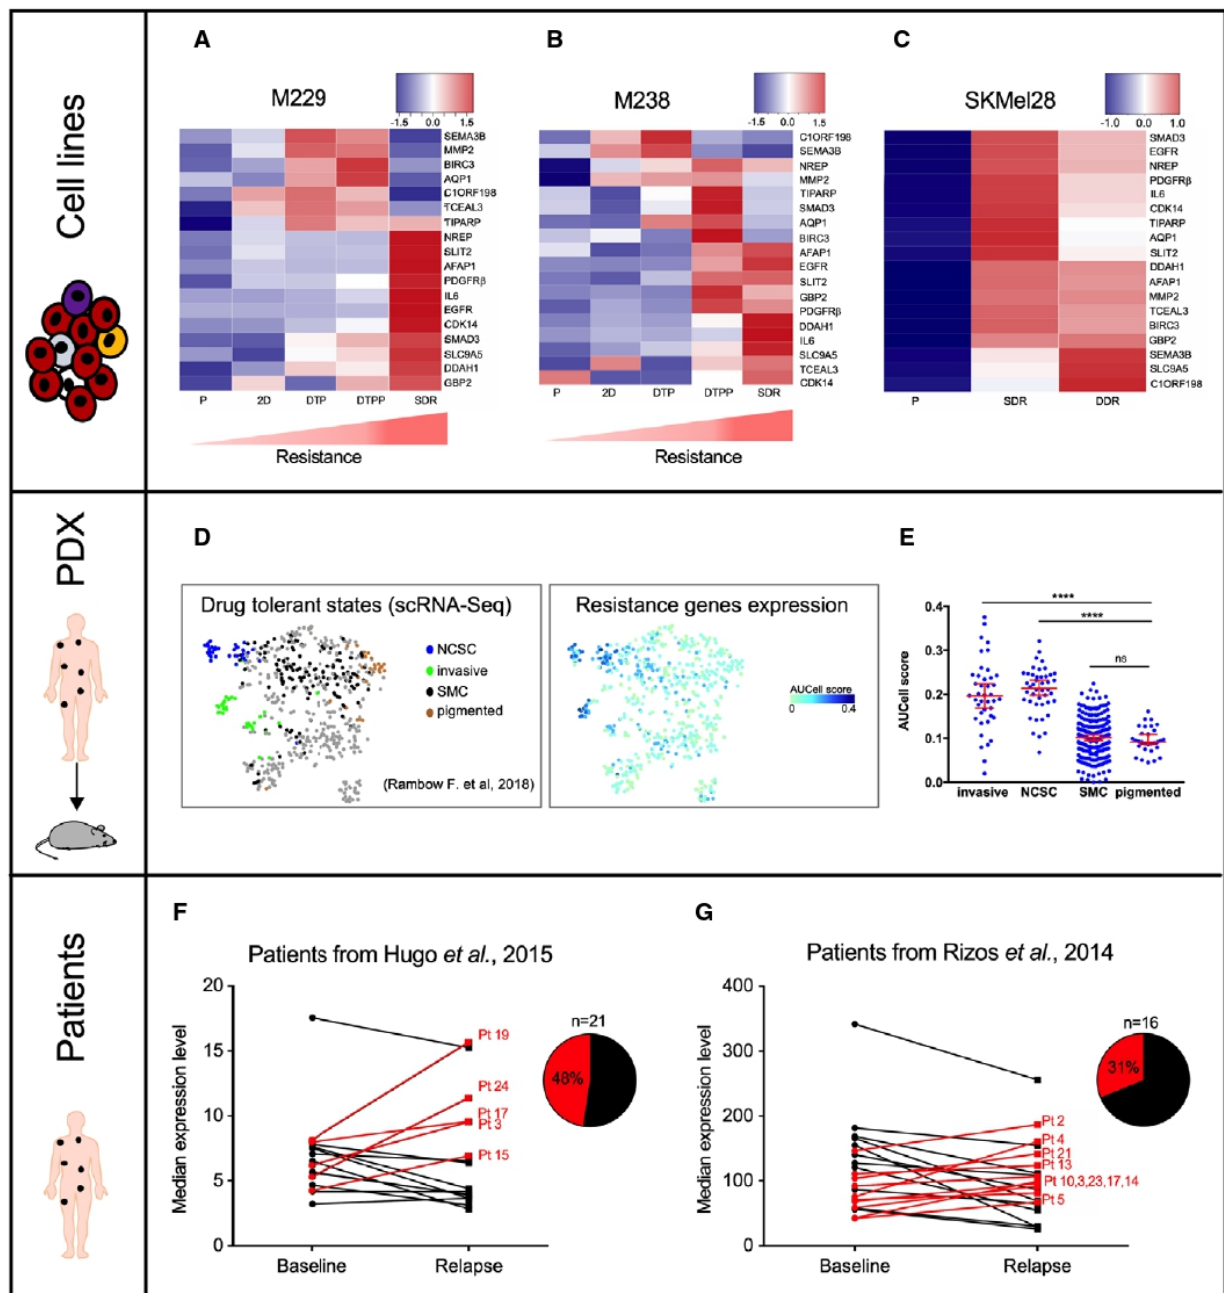 Cell lines
A
M229
-1.5 0.0 1.5
SEMA3B
MMP2
BIRC3
AQP1
C1ORF198
TCEAL3
TIPARP
NREP
SLIT2
AFAP1
PDGFRβ
IL6
EGFR
CDK14
SMAD3
SLC9A5
DDAH1
GBP2
P 2D DTP DTPP SDR
Resistance
B
M238
-1.5 0.0 1.5
C1ORF198
SEMA3B
NREP
MMP2
TIPARP
SMAD3
AQP1
BIRC3
AFAP1
EGFR
SLIT2
GBP2
PDGFRβ
DDAH1
IL6
SLC9A5
TCEAL3
CDK14
P 2D DTP DTPP SDR
Resistance
C
SKMel28
-1.0 0.0 1.0
SMAD3
EGFR
NREP
PDGFRβ
IL6
CDK14
TIPARP
AQP1
SLIT2
DDAH1
AFAP1
MMP2
TCEAL3
BIRC3
GBP2
SEMA3B
SLC9A5
C1ORF198
P SDR DDR
PDX
D
Drug tolerant states (scRNA-Seq)
NCSC
invasive
SMC
pigmented
(Rambow F. et al, 2018)
Resistance genes expression
AUCell score
0 0.4
E
AUCell score
0.4
0.3
0.2
0.1
0.0
****
****
ns
invasive NCSC SMC pigmented
Patients
F
Patients from Hugo et al., 2015
Median expression level
20
15
10
5
0
n=21
48%
Pt 19
Pt 24
Pt 17
Pt 3
Pt 15
Baseline Relapse
G
Patients from Rizos et al., 2014
Median expression level
400
300
200
100
0
n=16
31%
Pt 2
Pt 4
Pt 21
Pt 13
Pt 10,3,23,17,14
Pt 5
Baseline Relapse